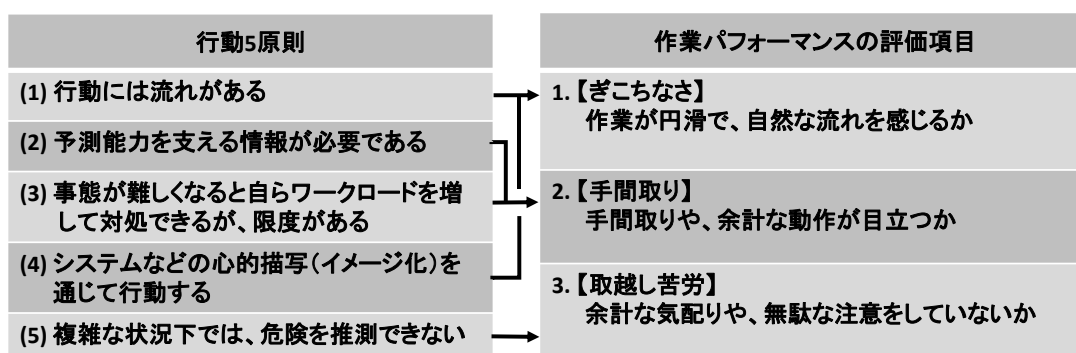 行動5原則
(1) 行動には流れがある
(2) 予測能力を支える情報が必要である
(3) 事態が難しくなると自らワークロードを増
して対処できるが、限度がある
(4) システムなどの心的描写(イメージ化)を
通じて行動する
(5) 複雑な状況下では、危険を推測できない
作業パフォーマンスの評価項目
1.【ぎこちなさ】
作業が円滑で、自然な流れを感じるか
2.【手間取り】
手間取りや、余計な動作が目立つか
3.【取越し苦労】
余計な気配りや、無駄な注意をしていないか